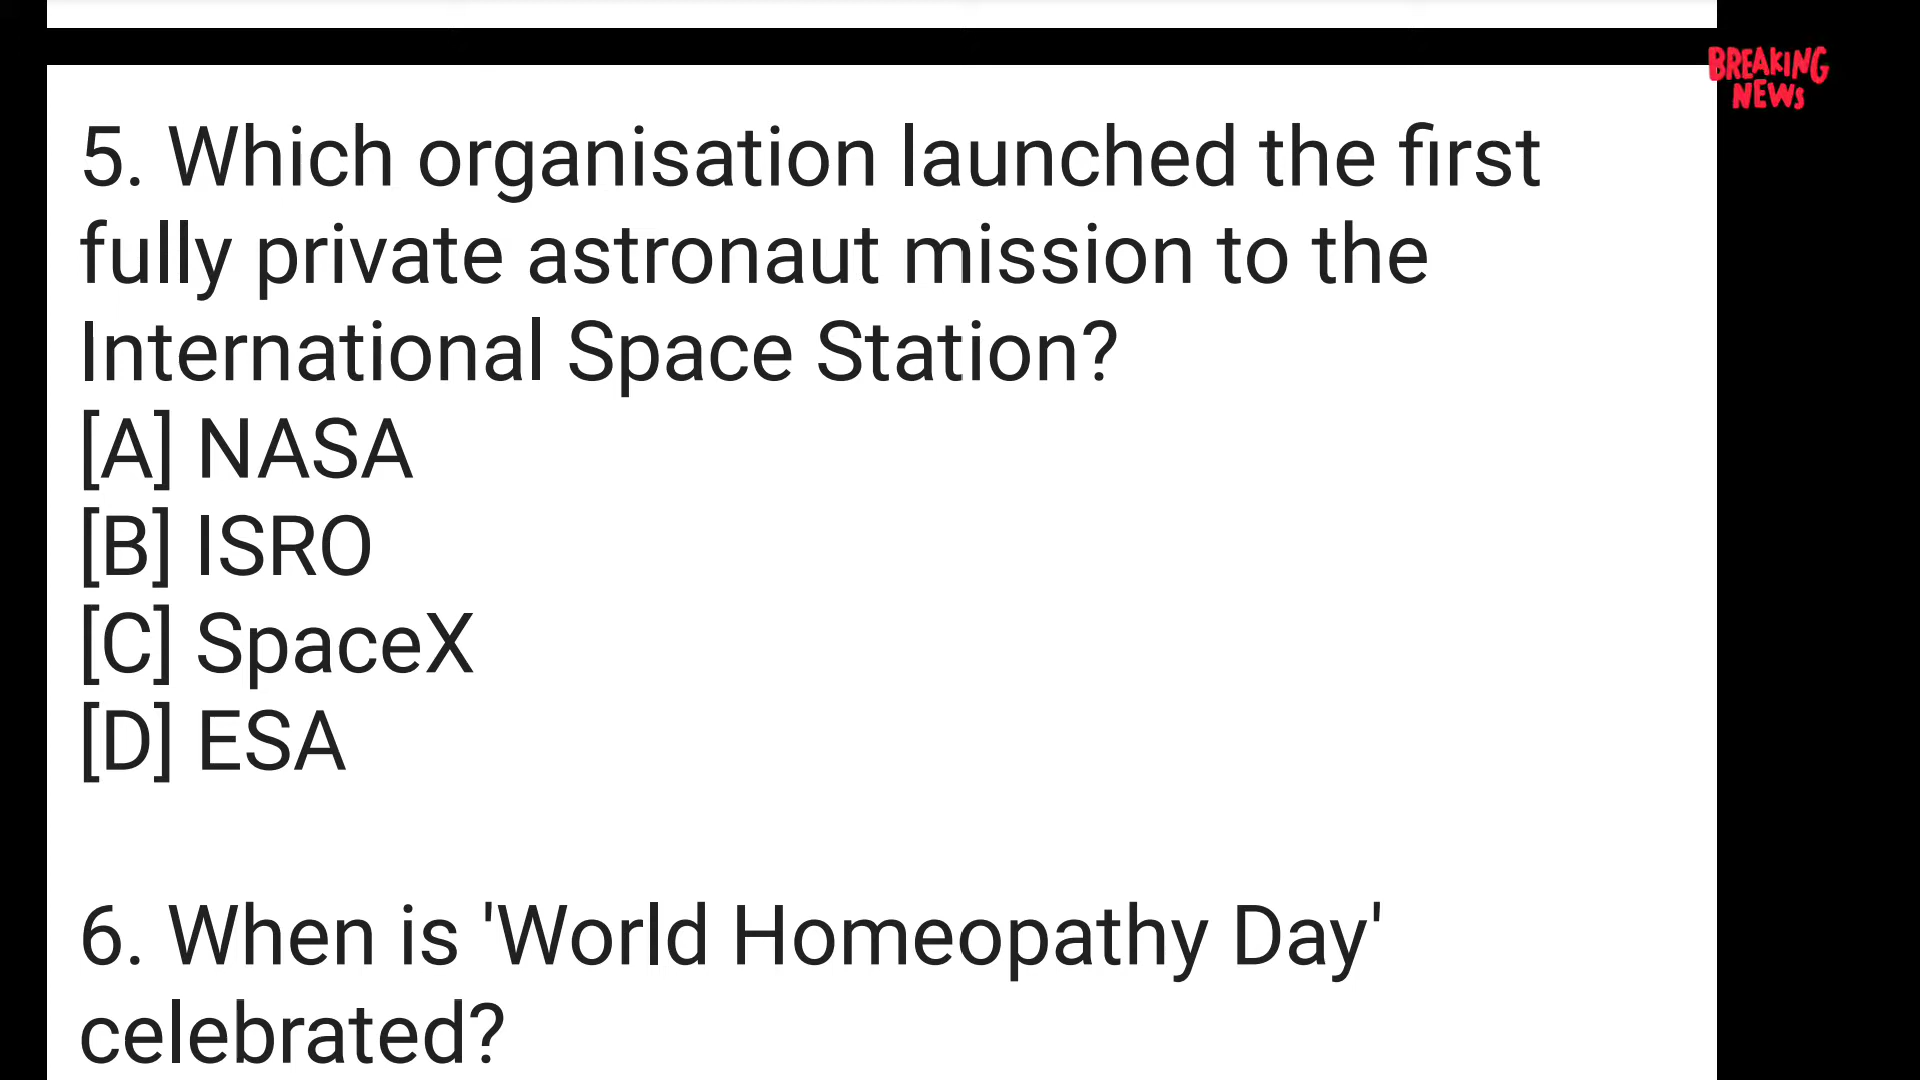 BREAKING
NEWS
5. Which organisation launched the first
fully private astronaut mission to the
International Space Station?
[A] NASA
[B] ISRO
[C] SpaceX
[D] ESA
6. When is 'World Homeopathy Day'
celebrated?